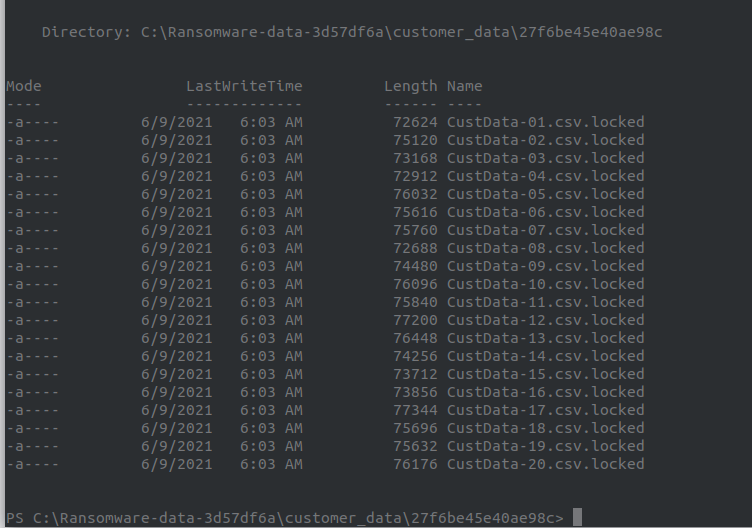 Directory: C:\Ransomware-data-3d57df6a\customer_data\27f6be45e40ae98c
Mode LastWriteTime Length Name
---- ------------- ------ ----
-a---- 6/9/2021 6:03 AM 72624 CustData-01.csv.locked
-a---- 6/9/2021 6:03 AM 75120 CustData-02.csv.locked
-a---- 6/9/2021 6:03 AM 73168 CustData-03.csv.locked
-a---- 6/9/2021 6:03 AM 72912 CustData-04.csv.locked
-a---- 6/9/2021 6:03 AM 76032 CustData-05.csv.locked
-a---- 6/9/2021 6:03 AM 75616 CustData-06.csv.locked
-a---- 6/9/2021 6:03 AM 75760 CustData-07.csv.locked
-a---- 6/9/2021 6:03 AM 72688 CustData-08.csv.locked
-a---- 6/9/2021 6:03 AM 74480 CustData-09.csv.locked
-a---- 6/9/2021 6:03 AM 76096 CustData-10.csv.locked
-a---- 6/9/2021 6:03 AM 75840 CustData-11.csv.locked
-a---- 6/9/2021 6:03 AM 77200 CustData-12.csv.locked
-a---- 6/9/2021 6:03 AM 76448 CustData-13.csv.locked
-a---- 6/9/2021 6:03 AM 74256 CustData-14.csv.locked
-a---- 6/9/2021 6:03 AM 73712 CustData-15.csv.locked
-a---- 6/9/2021 6:03 AM 73856 CustData-16.csv.locked
-a---- 6/9/2021 6:03 AM 77344 CustData-17.csv.locked
-a---- 6/9/2021 6:03 AM 75696 CustData-18.csv.locked
-a---- 6/9/2021 6:03 AM 75632 CustData-19.csv.locked
-a---- 6/9/2021 6:03 AM 76176 CustData-20.csv.locked
PS C:\Ransomware-data-3d57df6a\customer_data\27f6be45e40ae98c>